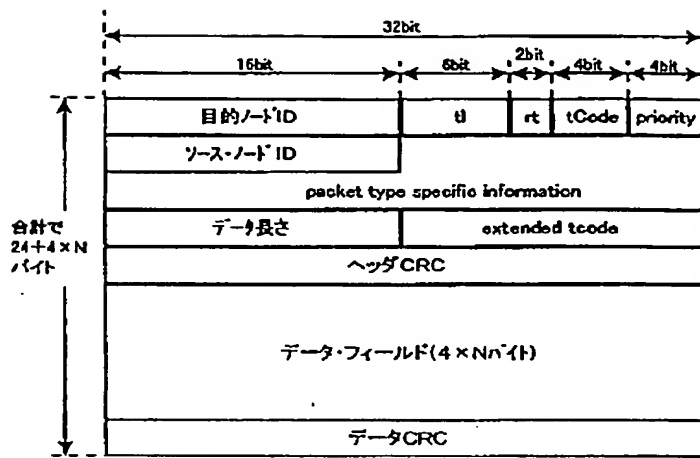 32bit
16bit
6bit
2bit
4bit
4bit
目的ノードID
tl
rt
tCode
priority
ソース・ノードID
packet type specific information
データ長さ
extended tcode
ヘッダCRC
合計で
24+4×N
バイト
データ・フィールド(4×Nバイト)
データCRC